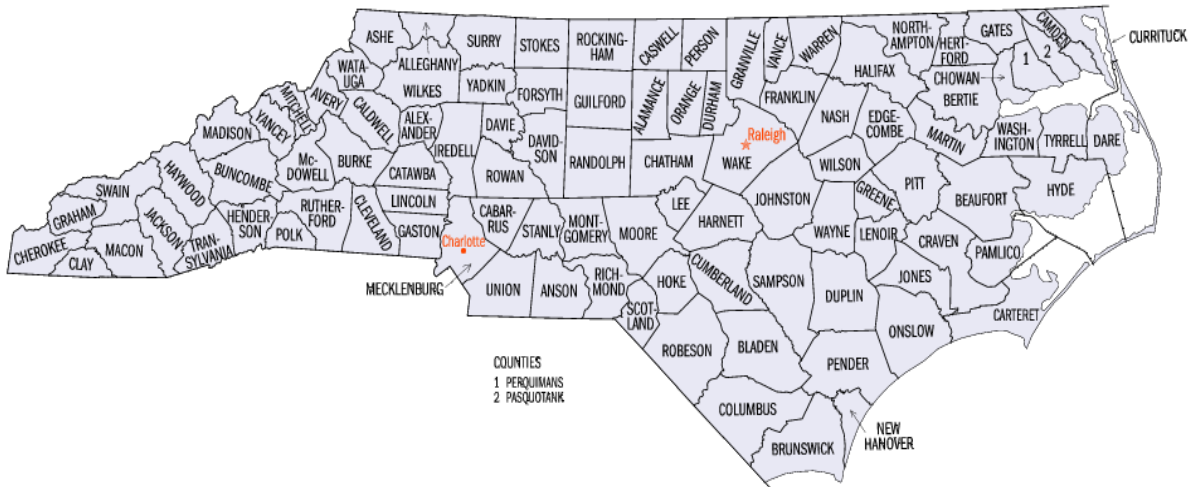 ASHE
ALLEGHANY
SURRY
STOKES
ROCKING-
HAM
CASWELL
PERSON
GRANVILLE
VANCE
WARREN
NORTH-
AMPTON
HERT-
FORD
GATES
CAMDEN
CURRITUCK
1
2
WATA-
UGA
WILKES
YADKIN
FORSYTH
GUILFORD
ALAMANCE
ORANGE
DURHAM
FRANKLIN
HALIFAX
CHOWAN
BERTIE
MITCHELL
AVERY
CALDWELL
ALEX-
ANDER
IREDELL
DAVIE
DAVID-
SON
RANDOLPH
CHATHAM
Raleigh
WAKE
NASH
EDGE-
COMBE
MARTIN
WASH-
INGTON
TYRRELL
DARE
MADISON
YANCEY
Mc-
DOWELL
BURKE
CATAWBA
ROWAN
WILSON
PITT
BEAUFORT
HYDE
SWAIN
HAYWOOD
BUNCOMBE
RUTHER-
FORD
CLEVELAND
LINCOLN
GASTON
CABAR-
RUS
STANLY
MONT-
GOMERY
MOORE
LEE
HARNETT
JOHNSTON
GREENE
WAYNE
LENOIR
CRAVEN
PAMLICO
GRAHAM
CHEROKEE
CLAY
MACON
JACKSON
TRAN-
SYLVANIA
HENDER-
SON
POLK
Charlotte
MECKLENBURG
UNION
ANSON
RICH-
MOND
SCOT-
LAND
HOKE
CUMBERLAND
SAMPSON
DUPLIN
JONES
ONSLOW
CARTERET
ROBESON
BLADEN
PENDER
COLUMBUS
BRUNSWICK
NEW
HANOVER
COUNTIES
1 PERQUIMANS
2 PASQUOTANK